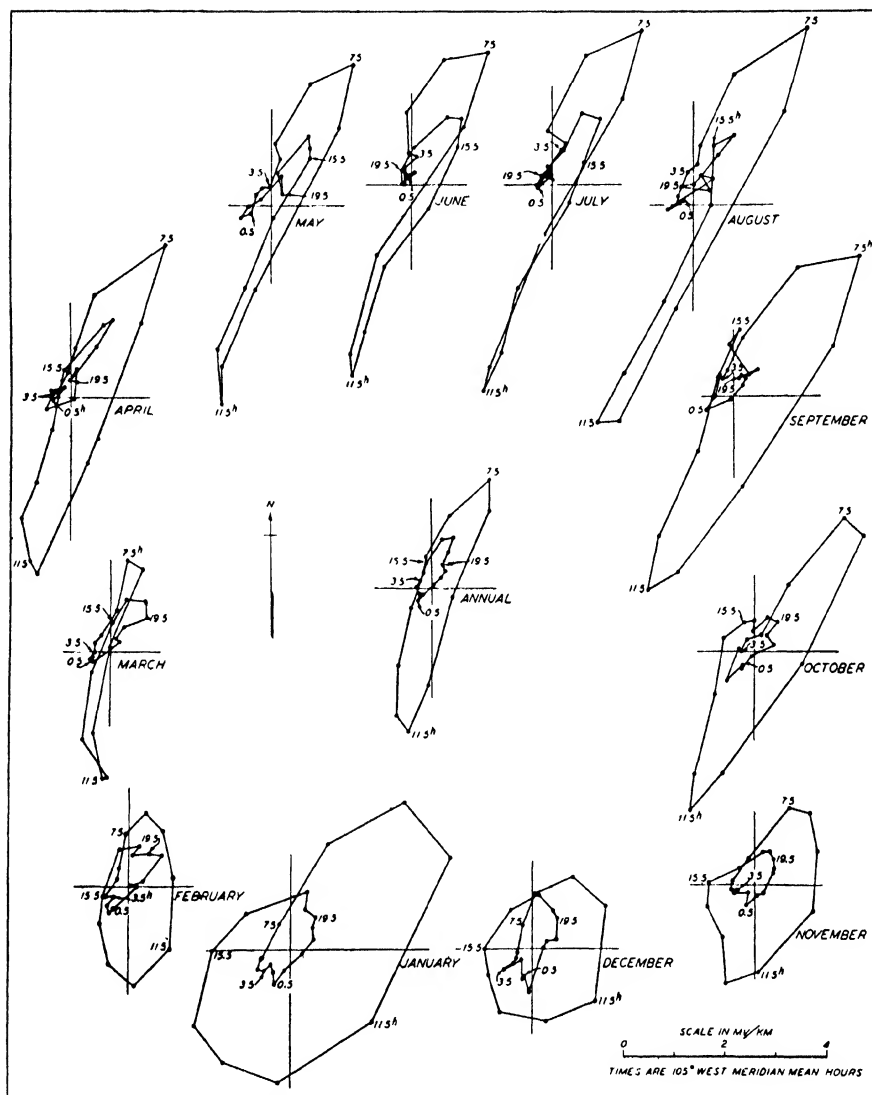 7.5
7.5
7.5
7.5
15.5ʰ
3.5
15.5
19.5
3.5
15.5
3.5
15.5
3.5
19.5
19.5
19.5
19.5
0.5
MAY
0.5
JUNE
0.5
JULY
0.5
AUGUST
7.5
7.5ʰ
15.5
15.5
3.5
19.5
3.5
19.5
0.5ʰ
APRIL
0.5
SEPTEMBER
11.5ʰ
11.5ʰ
11.5ʰ
11.5
11.5
N
7.5
11.5
7.5
7.5ʰ
15.5
19.5
3.5
0.5
ANNUAL
15.5
19.5
3.5
0.5
MARCH
15.5
19.5
3.5
0.5
OCTOBER
11.5
11.5ʰ
11.5ʰ
7.5
19.5
15.5
3.5ʰ
0.5
FEBRUARY
11.5
7.5
19.5
15.5
3.5
0.5
JANUARY
11.5ʰ
7.5
19.5
15.5
3.5
0.5
DECEMBER
11.5ʰ
7.5
15.5
19.5
3.5
0.5
NOVEMBER
11.5ʰ
SCALE IN MV/KM
0 2 4
TIMES ARE 105° WEST MERIDIAN MEAN HOURS